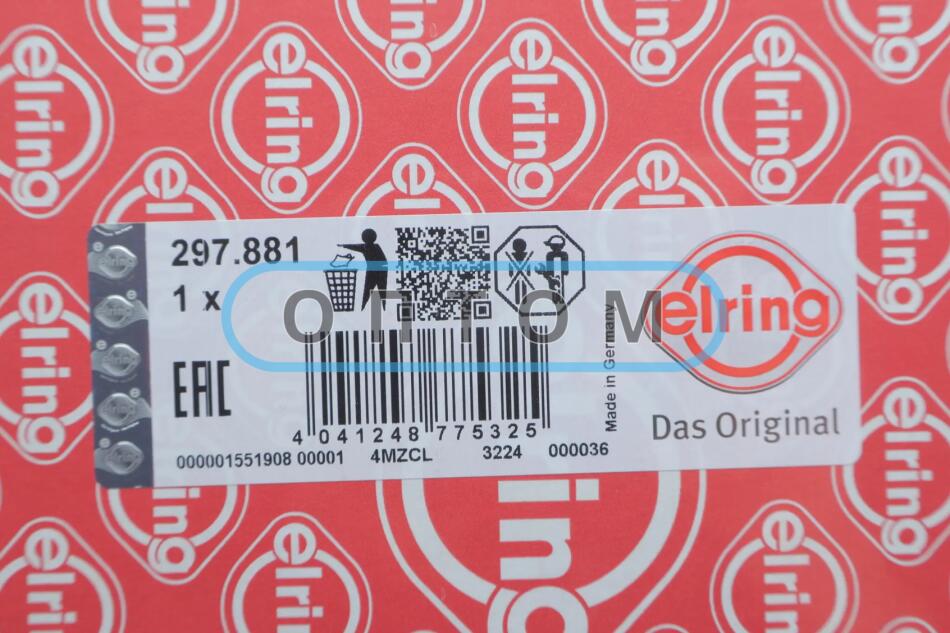 297.881
1 x
ОПТОМ
EAC
4 041248 775325
000001551908 00001 4MZCL 3224 000036
Made in Germany
elring
Das Original